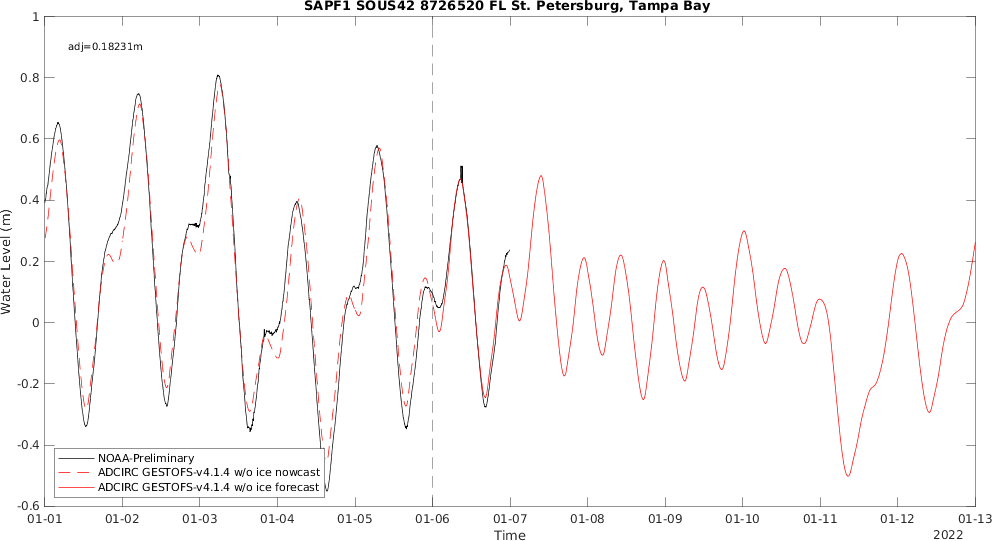 SAPF1 SOUS42 8726520 FL St. Petersburg, Tampa Bay
adj=0.18231m
Water Level (m)
1
0.8
0.6
0.4
0.2
0
-0.2
-0.4
-0.6
NOAA-Preliminary
ADCIRC GESTOFS-v4.1.4 w/o ice nowcast
ADCIRC GESTOFS-v4.1.4 w/o ice forecast
01-01 01-02 01-03 01-04 01-05 01-06 01-07 01-08 01-09 01-10 01-11 01-12 01-13
Time
2022